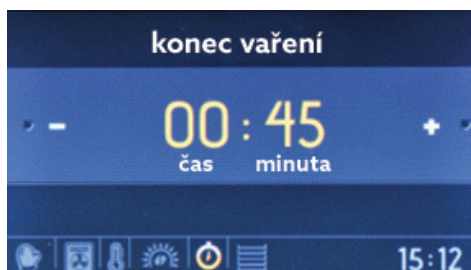 konec vaření
- 00 : 45 +
čas minuta
15:12